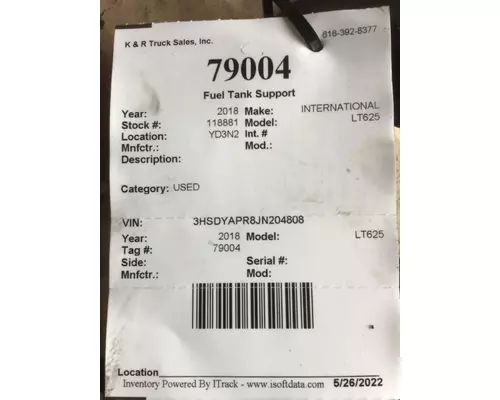 K & R Truck Sales, Inc. 616-392-8377
79004
Fuel Tank Support
Year: 2018 Make: INTERNATIONAL
Stock #: 118881 Model: LT625
Location: YD3N2 Int. #
Mnfctr.: Mod.:
Description:
Category: USED
VIN: 3HSDYAPR8JN204808
Year: 2018 Model: LT625
Tag #: 79004
Side: Serial #:
Mnfctr.: Mod:
Location
Inventory Powered By ITrack - www.isoftdata.com 5/26/2022